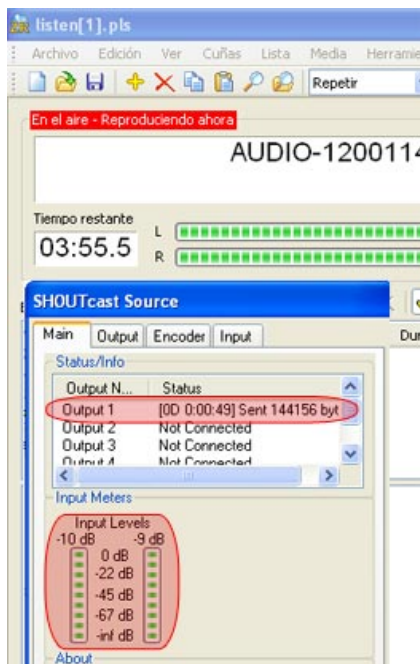 listen[1].pls
Archivo Edición Ver Cuñas Lista Media Herramie
Repetir
En el aire - Reproduciendo ahora
AUDIO-1200114
Tiempo restante
03:55.5
L
R
SHOUTcast Source
Main Output Encoder Input
Dur
Status/Info
Output N... Status
Output 1 [0D 0:00:49] Sent 144156 byt
Output 2 Not Connected
Output 3 Not Connected
Output 4 Not Connected
Input Meters
Input Levels
-10 dB -9 dB
0 dB
-22 dB
-45 dB
-67 dB
-inf dB
About